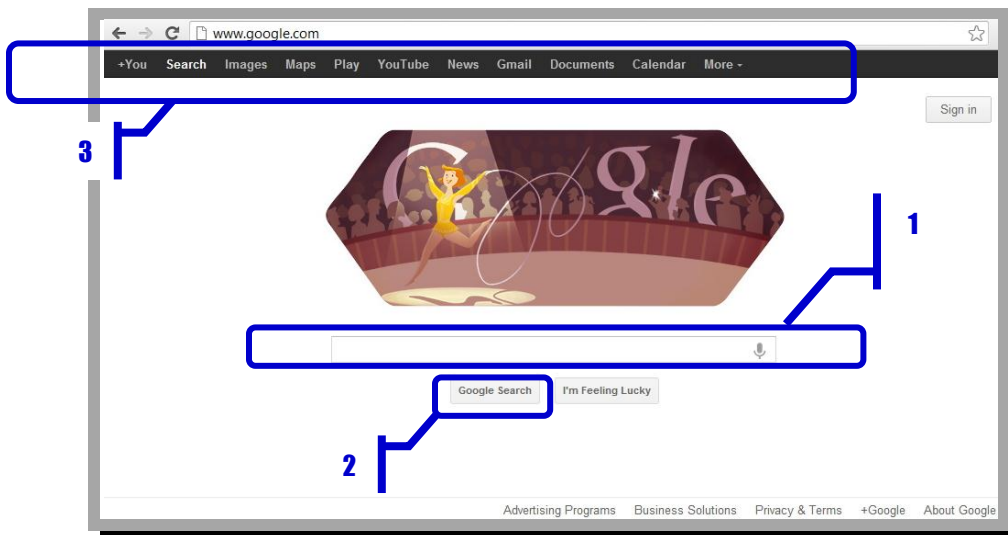 www.google.com
+You Search Images Maps Play YouTube News Gmail Documents Calendar More
Sign in
3
Google
1
Google Search I'm Feeling Lucky
2
Advertising Programs Business Solutions Privacy & Terms +Google About Google